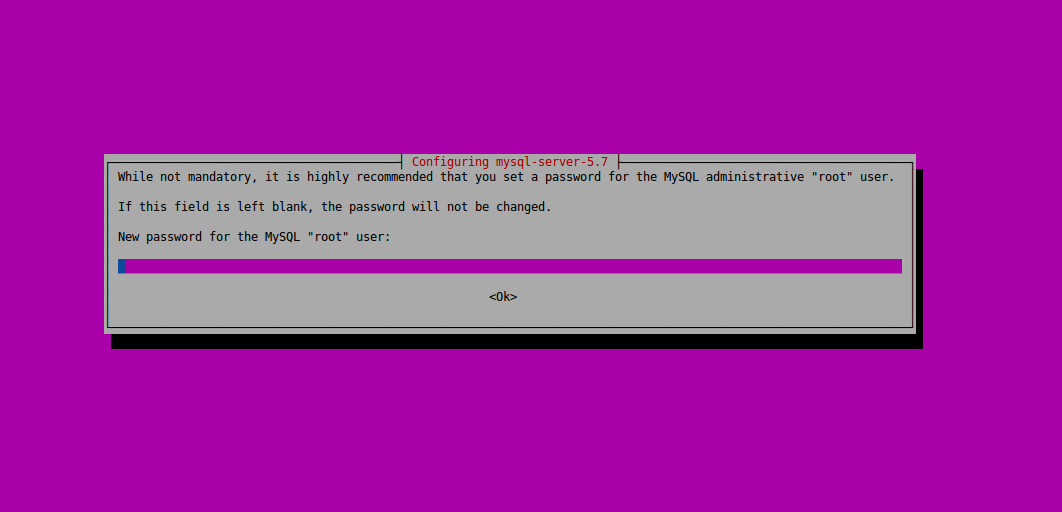 Configuring mysql-server-5.7
While not mandatory, it is highly recommended that you set a password for the MySQL administrative "root" user.
If this field is left blank, the password will not be changed.
New password for the MySQL "root" user:
<Ok>